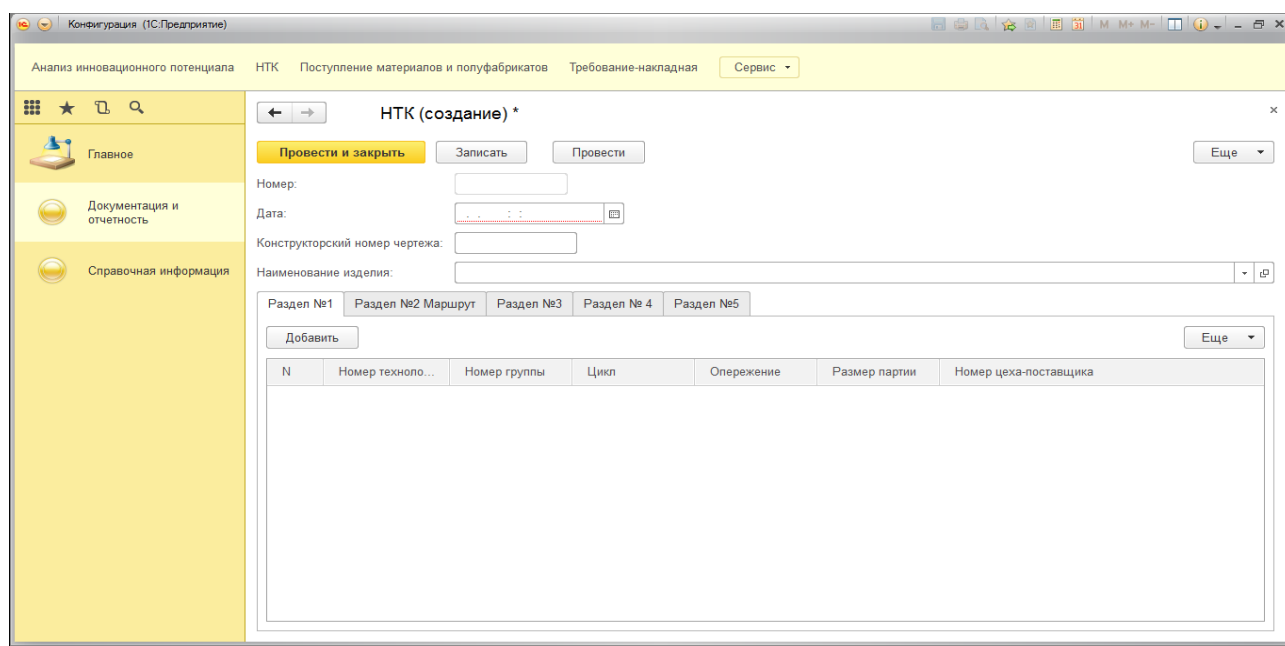 Конфигурация (1С:Предприятие)
M M+ M-
Анализ инновационного потенциала НТК Поступление материалов и полуфабрикатов Требование-накладная Сервис
НТК (создание) *
Главное
Провести и закрыть Записать Провести Еще
Номер:
Документация и
отчетность
Дата: . . : :
Конструкторский номер чертежа:
Справочная информация
Наименование изделия:
Раздел №1 Раздел №2 Маршрут Раздел №3 Раздел № 4 Раздел №5
Добавить Еще
N Номер техноло... Номер группы Цикл Опережение Размер партии Номер цеха-поставщика